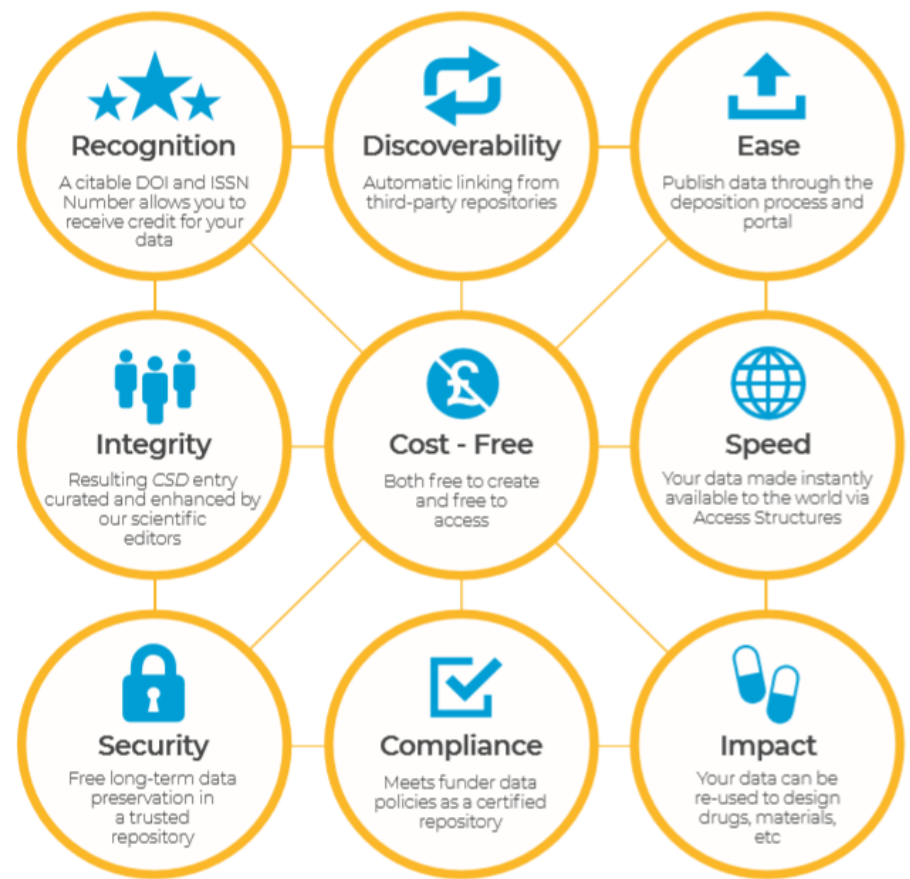 Recognition
A citable DOI and ISSN
Number allows you to
receive credit for your
data
Discoverability
Automatic linking from
third-party repositories
Ease
Publish data through the
deposition process and
portal
Integrity
Resulting CSD entry
curated and enhanced by
our scientific
editors
£
Cost - Free
Both free to create
and free to
access
Speed
Your data made instantly
available to the world via
Access Structures
Security
Free long-term data
preservation in
a trusted
repository
Compliance
Meets funder data
policies as a certified
repository
Impact
Your data can be
re-used to design
drugs, materials,
etc